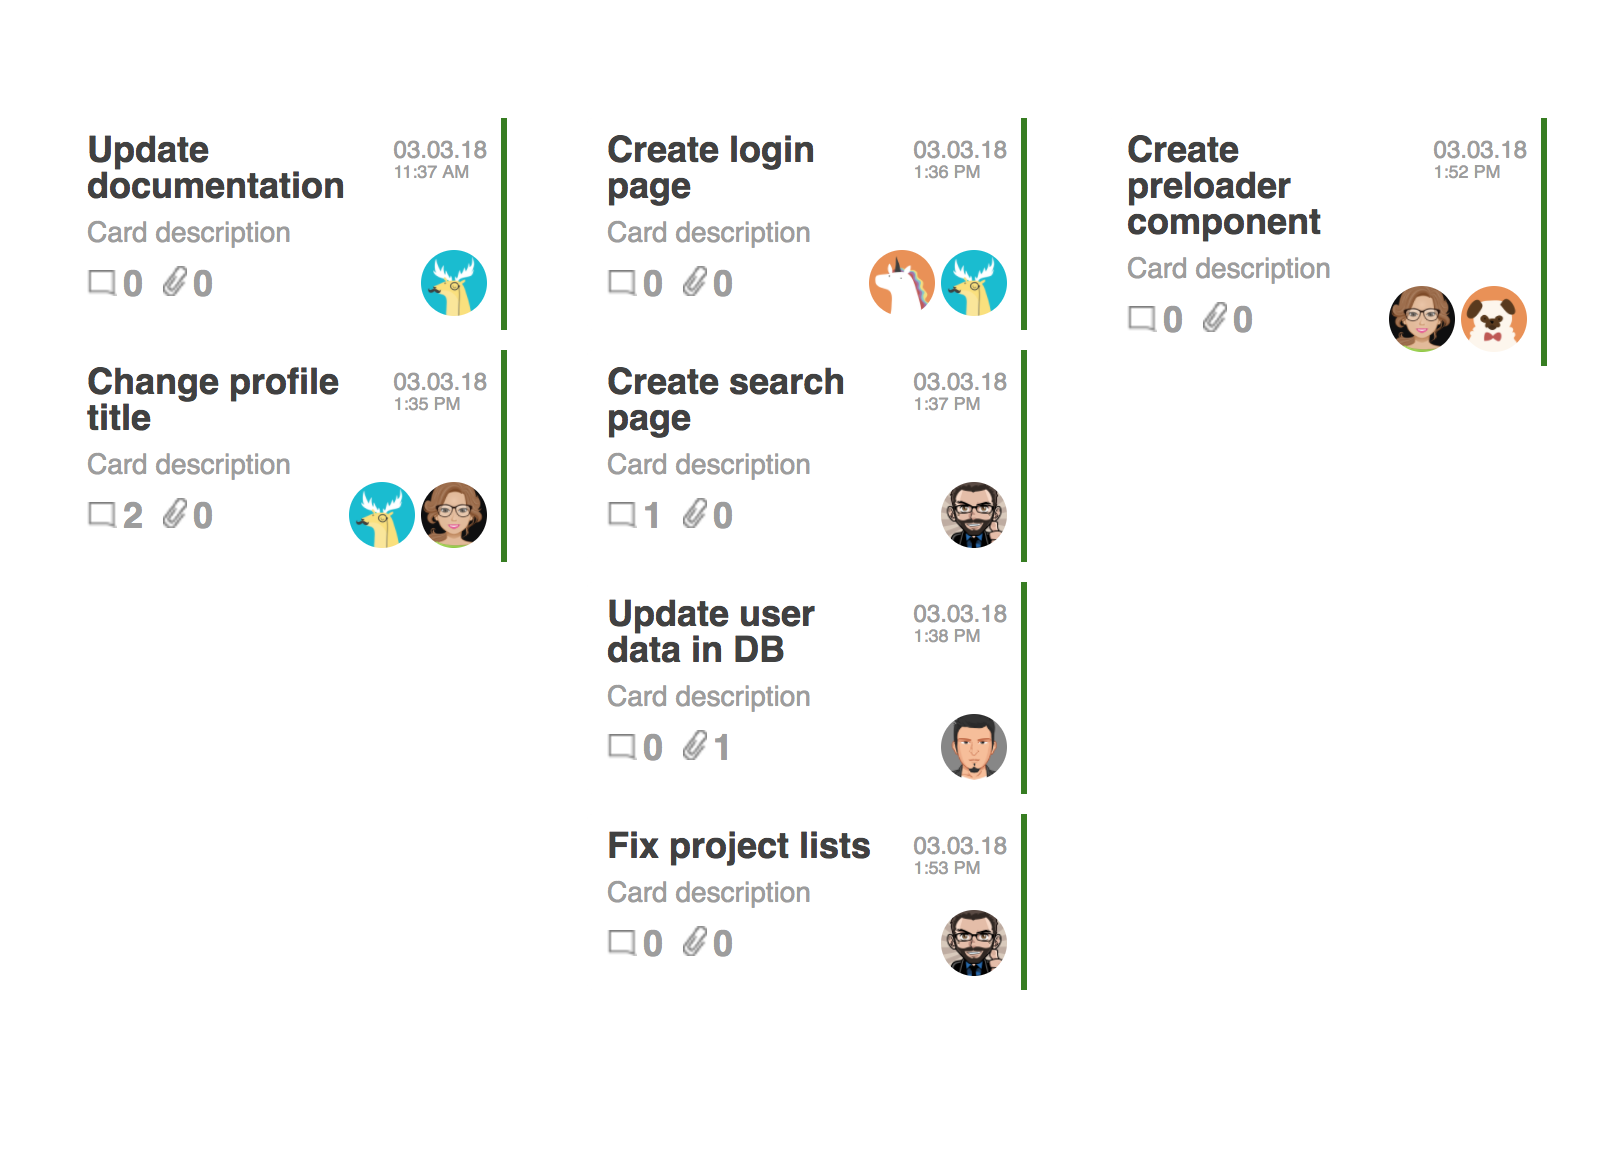 Update
documentation
03.03.18
11:37 AM
Card description
0 0
Change profile
title
03.03.18
1:35 PM
Card description
2 0
Create login
page
03.03.18
1:36 PM
Card description
0 0
Create search
page
03.03.18
1:37 PM
Card description
1 0
Update user
data in DB
03.03.18
1:38 PM
Card description
0 1
Fix project lists
03.03.18
1:53 PM
Card description
0 0
Create
preloader
component
03.03.18
1:52 PM
Card description
0 0